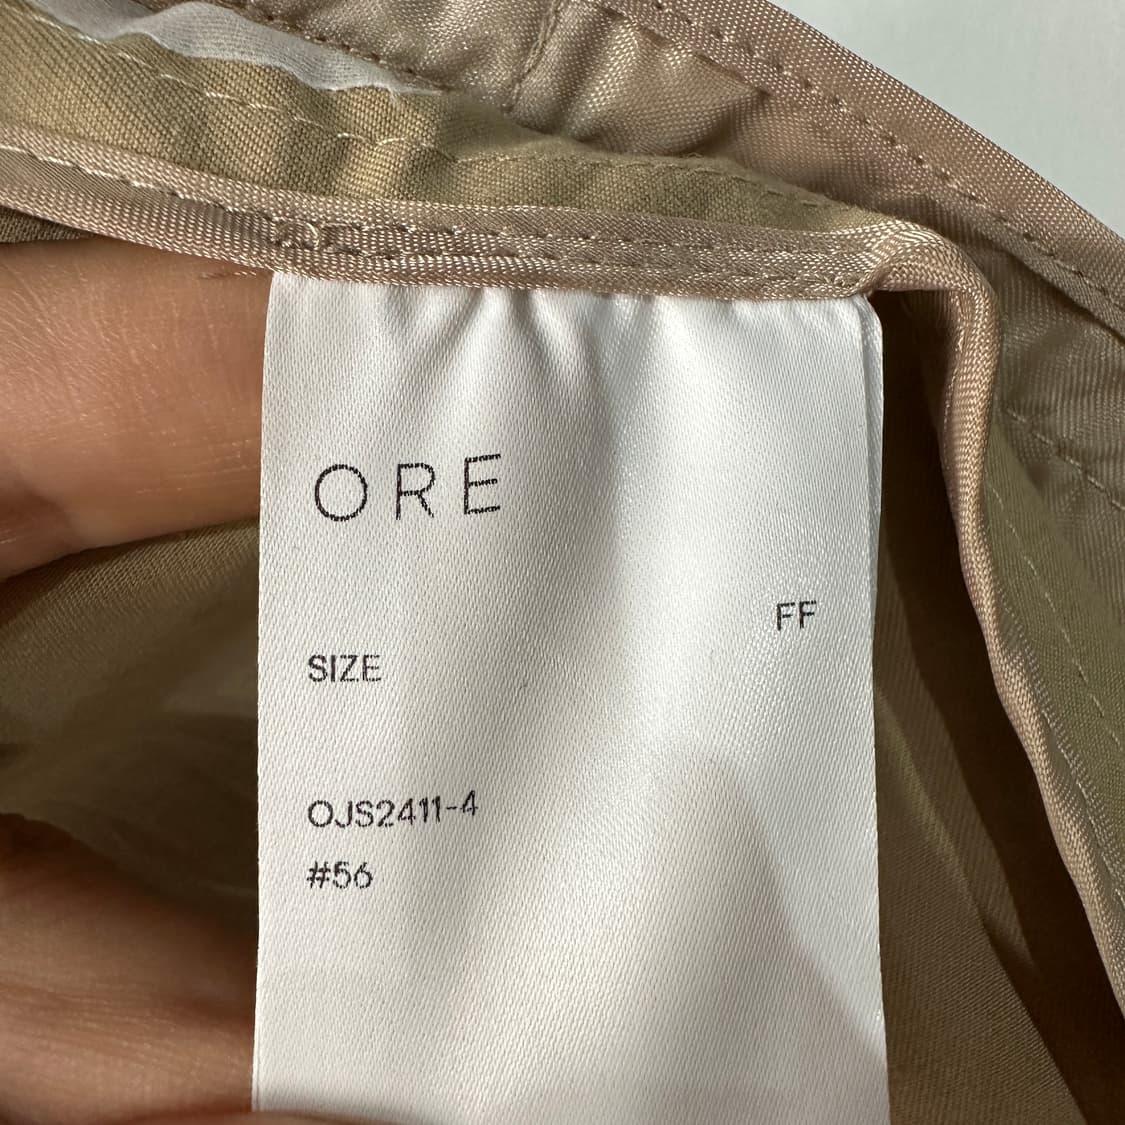 ORE
FF
SIZE
OJS2411-4
#56